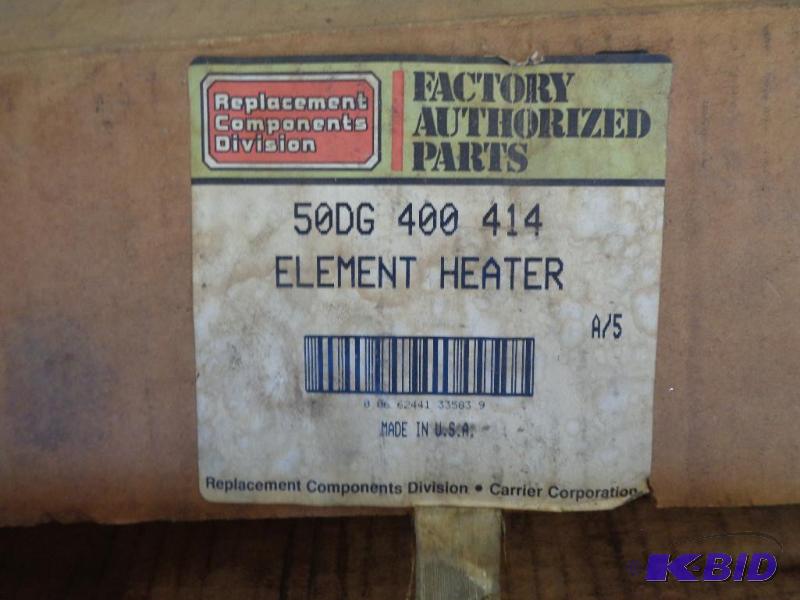 Replacement
Components
Division
FACTORY
AUTHORIZED
PARTS
50DG 400 414
ELEMENT HEATER
A/5
0 06 62441 33503 9
MADE IN U.S.A.
Replacement Components Division • Carrier Corporation
K-BID